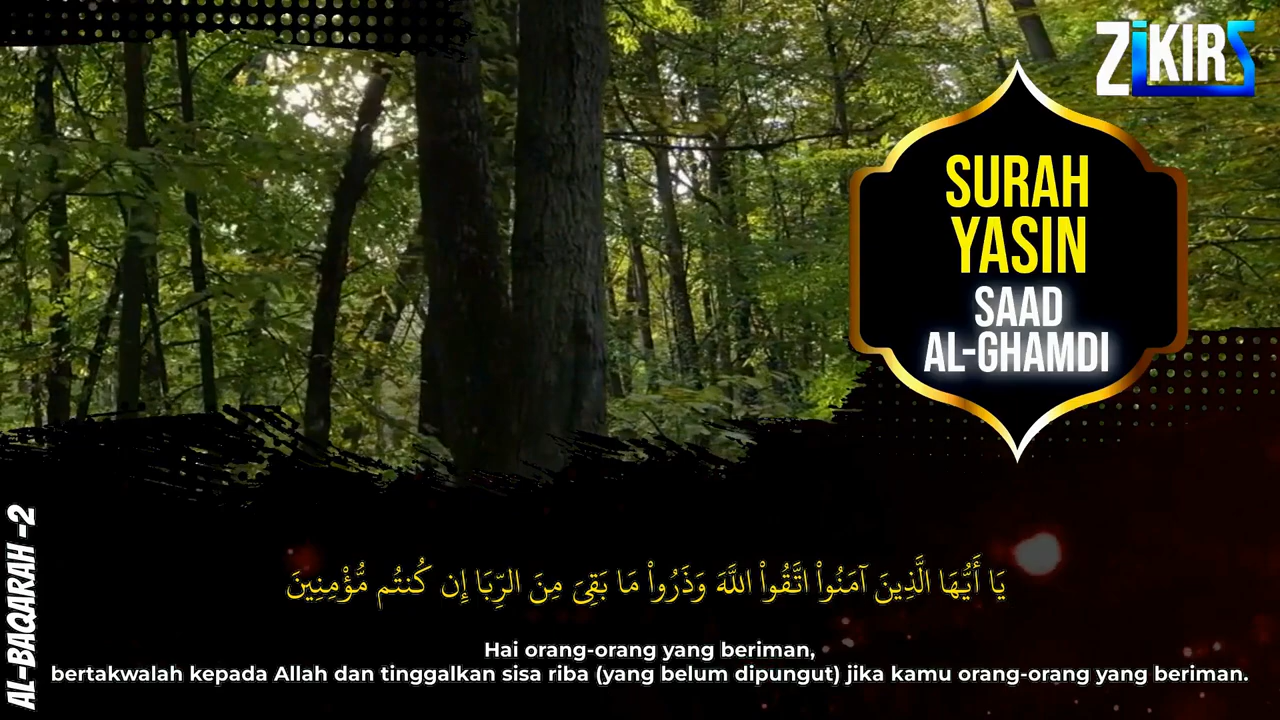 ZiKIRS
SURAH
YASIN
SAAD
AL-GHAMDI
AL-BAQARAH -2
يَا أَيُّهَا الَّذِينَ آمَنُواْ اتَّقُواْ اللَّهَ وَذَرُواْ مَا بَقِيَ مِنَ الرِّبَا إِن كُنتُم مُّؤْمِنِينَ
Hai orang-orang yang beriman,
bertakwalah kepada Allah dan tinggalkan sisa riba (yang belum dipungut) jika kamu orang-orang yang beriman.